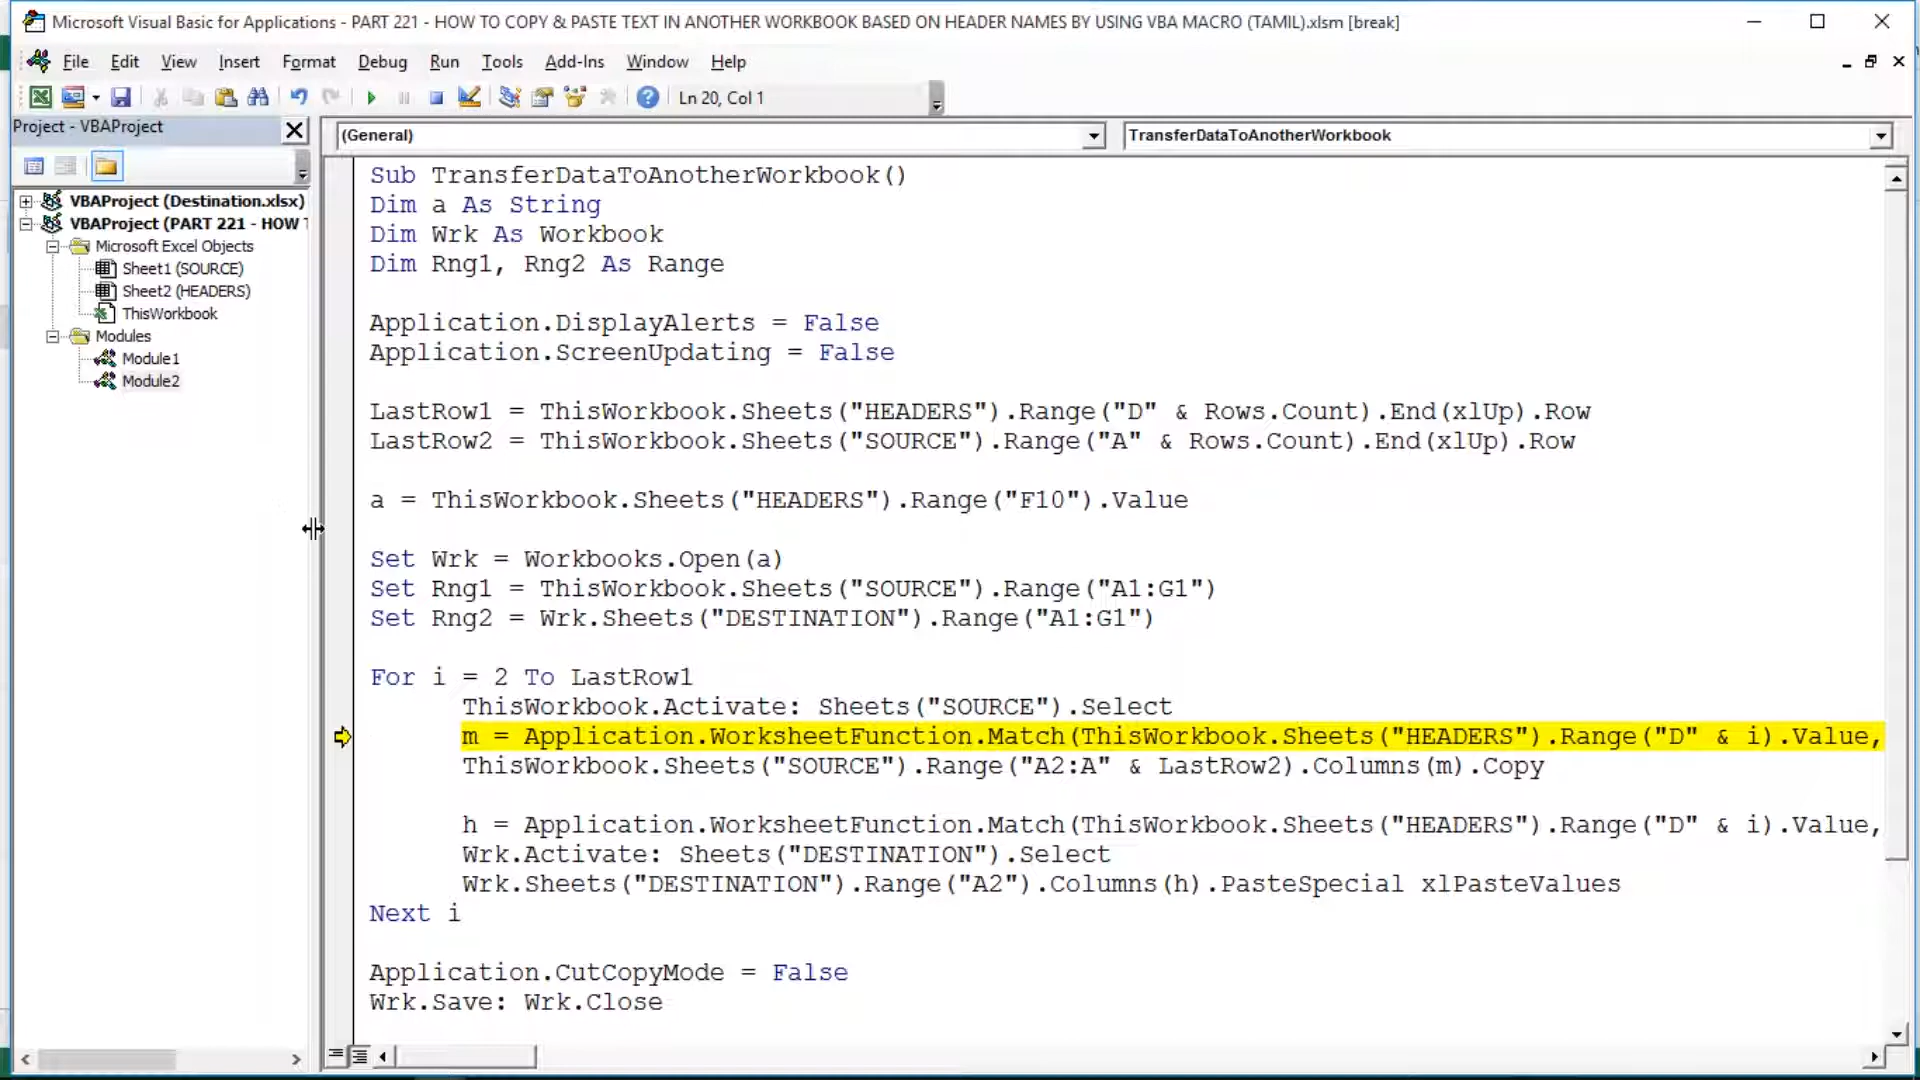 Microsoft Visual Basic for Applications - PART 221 - HOW TO COPY & PASTE TEXT IN ANOTHER WORKBOOK BASED ON HEADER NAMES BY USING VBA MACRO (TAMIL).xlsm [break]
File Edit View Insert Format Debug Run Tools Add-Ins Window Help
Ln 20, Col 1
Project - VBAProject
(General) TransferDataToAnotherWorkbook
VBAProject (Destination.xlsx)
VBAProject (PART 221 - HOW T
Microsoft Excel Objects
Sheet1 (SOURCE)
Sheet2 (HEADERS)
ThisWorkbook
Modules
Module1
Module2
Sub TransferDataToAnotherWorkbook()
Dim a As String
Dim Wrk As Workbook
Dim Rng1, Rng2 As Range
Application.DisplayAlerts = False
Application.ScreenUpdating = False
LastRow1 = ThisWorkbook.Sheets("HEADERS").Range("D" & Rows.Count).End(xlUp).Row
LastRow2 = ThisWorkbook.Sheets("SOURCE").Range("A" & Rows.Count).End(xlUp).Row
a = ThisWorkbook.Sheets("HEADERS").Range("F10").Value
Set Wrk = Workbooks.Open(a)
Set Rng1 = ThisWorkbook.Sheets("SOURCE").Range("A1:G1")
Set Rng2 = Wrk.Sheets("DESTINATION").Range("A1:G1")
For i = 2 To LastRow1
ThisWorkbook.Activate: Sheets("SOURCE").Select
m = Application.WorksheetFunction.Match(ThisWorkbook.Sheets("HEADERS").Range("D" & i).Value,
ThisWorkbook.Sheets("SOURCE").Range("A2:A" & LastRow2).Columns(m).Copy
h = Application.WorksheetFunction.Match(ThisWorkbook.Sheets("HEADERS").Range("D" & i).Value,
Wrk.Activate: Sheets("DESTINATION").Select
Wrk.Sheets("DESTINATION").Range("A2").Columns(h).PasteSpecial xlPasteValues
Next i
Application.CutCopyMode = False
Wrk.Save: Wrk.Close